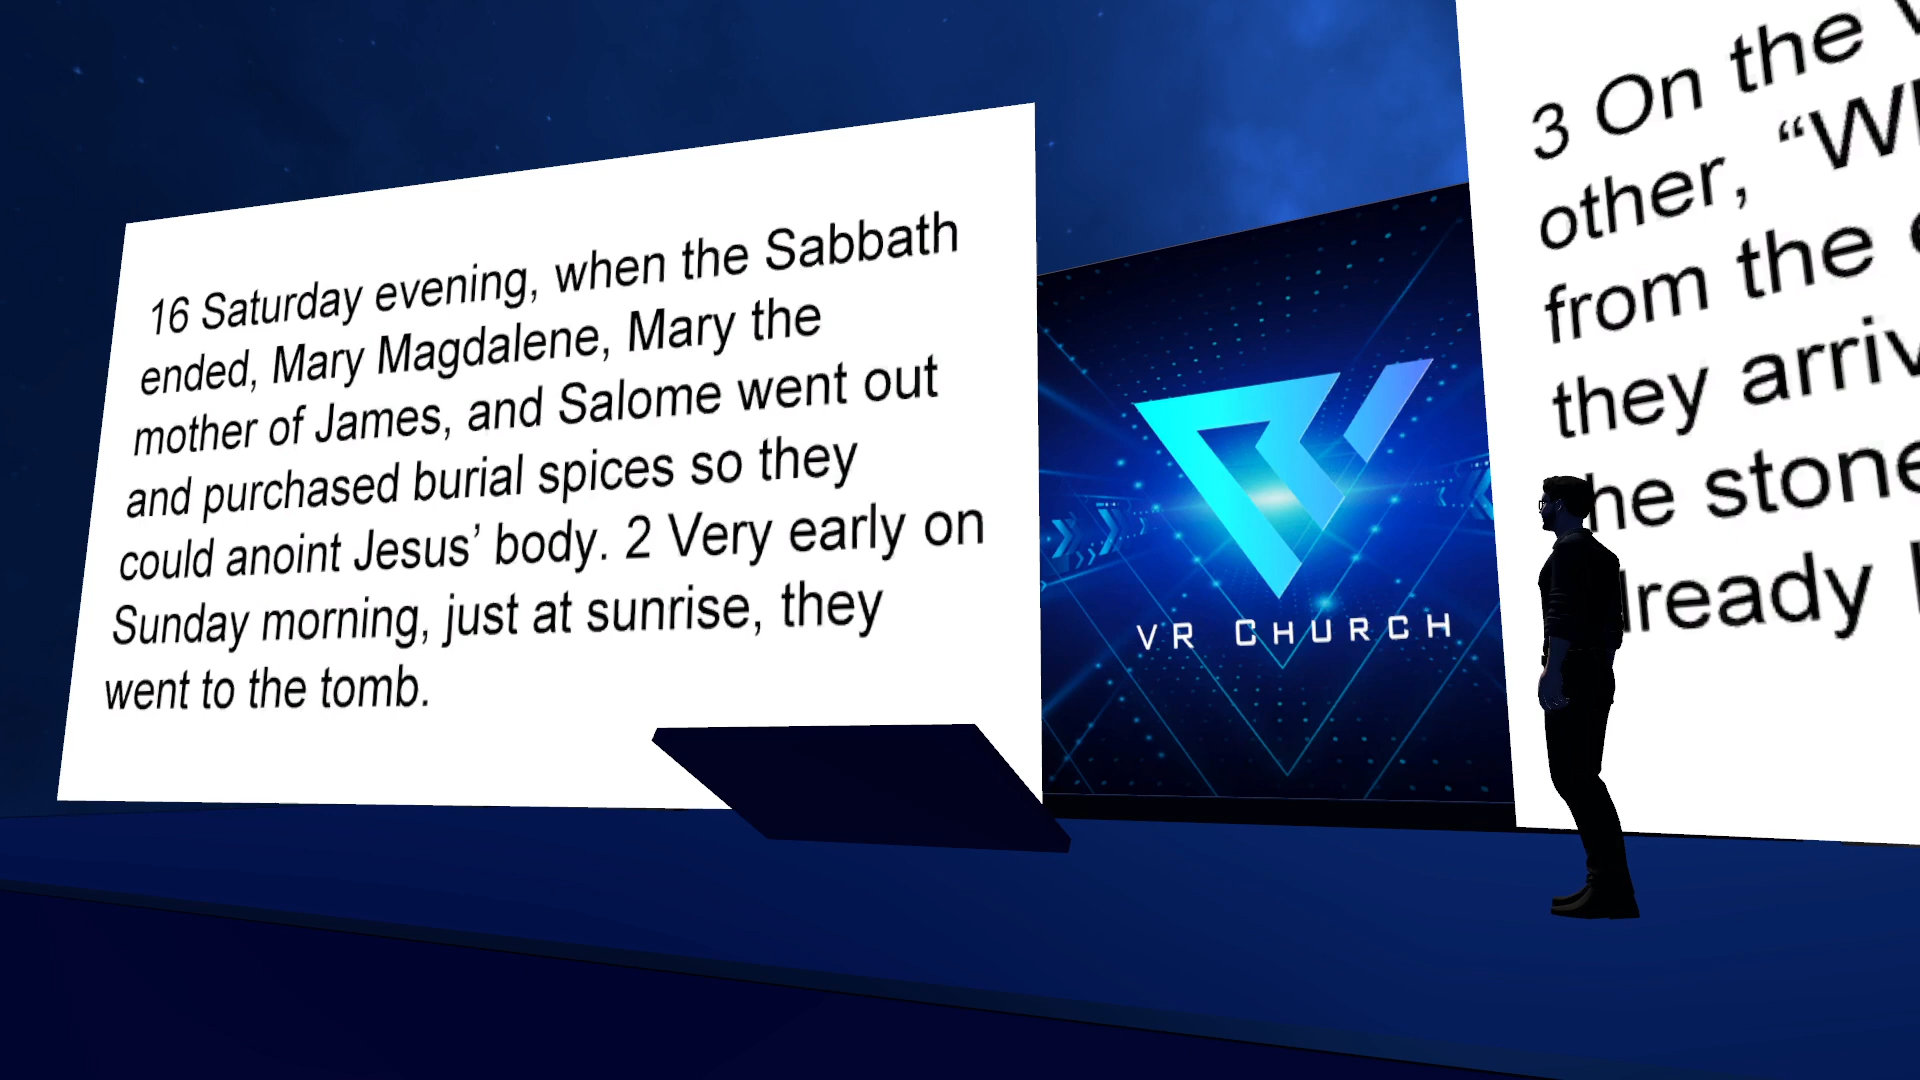 16 Saturday evening, when the Sabbath
ended, Mary Magdalene, Mary the
mother of James, and Salome went out
and purchased burial spices so they
could anoint Jesus’ body. 2 Very early on
Sunday morning, just at sunrise, they
went to the tomb.
VR CHURCH
3 On the
other,
from the
they
stone